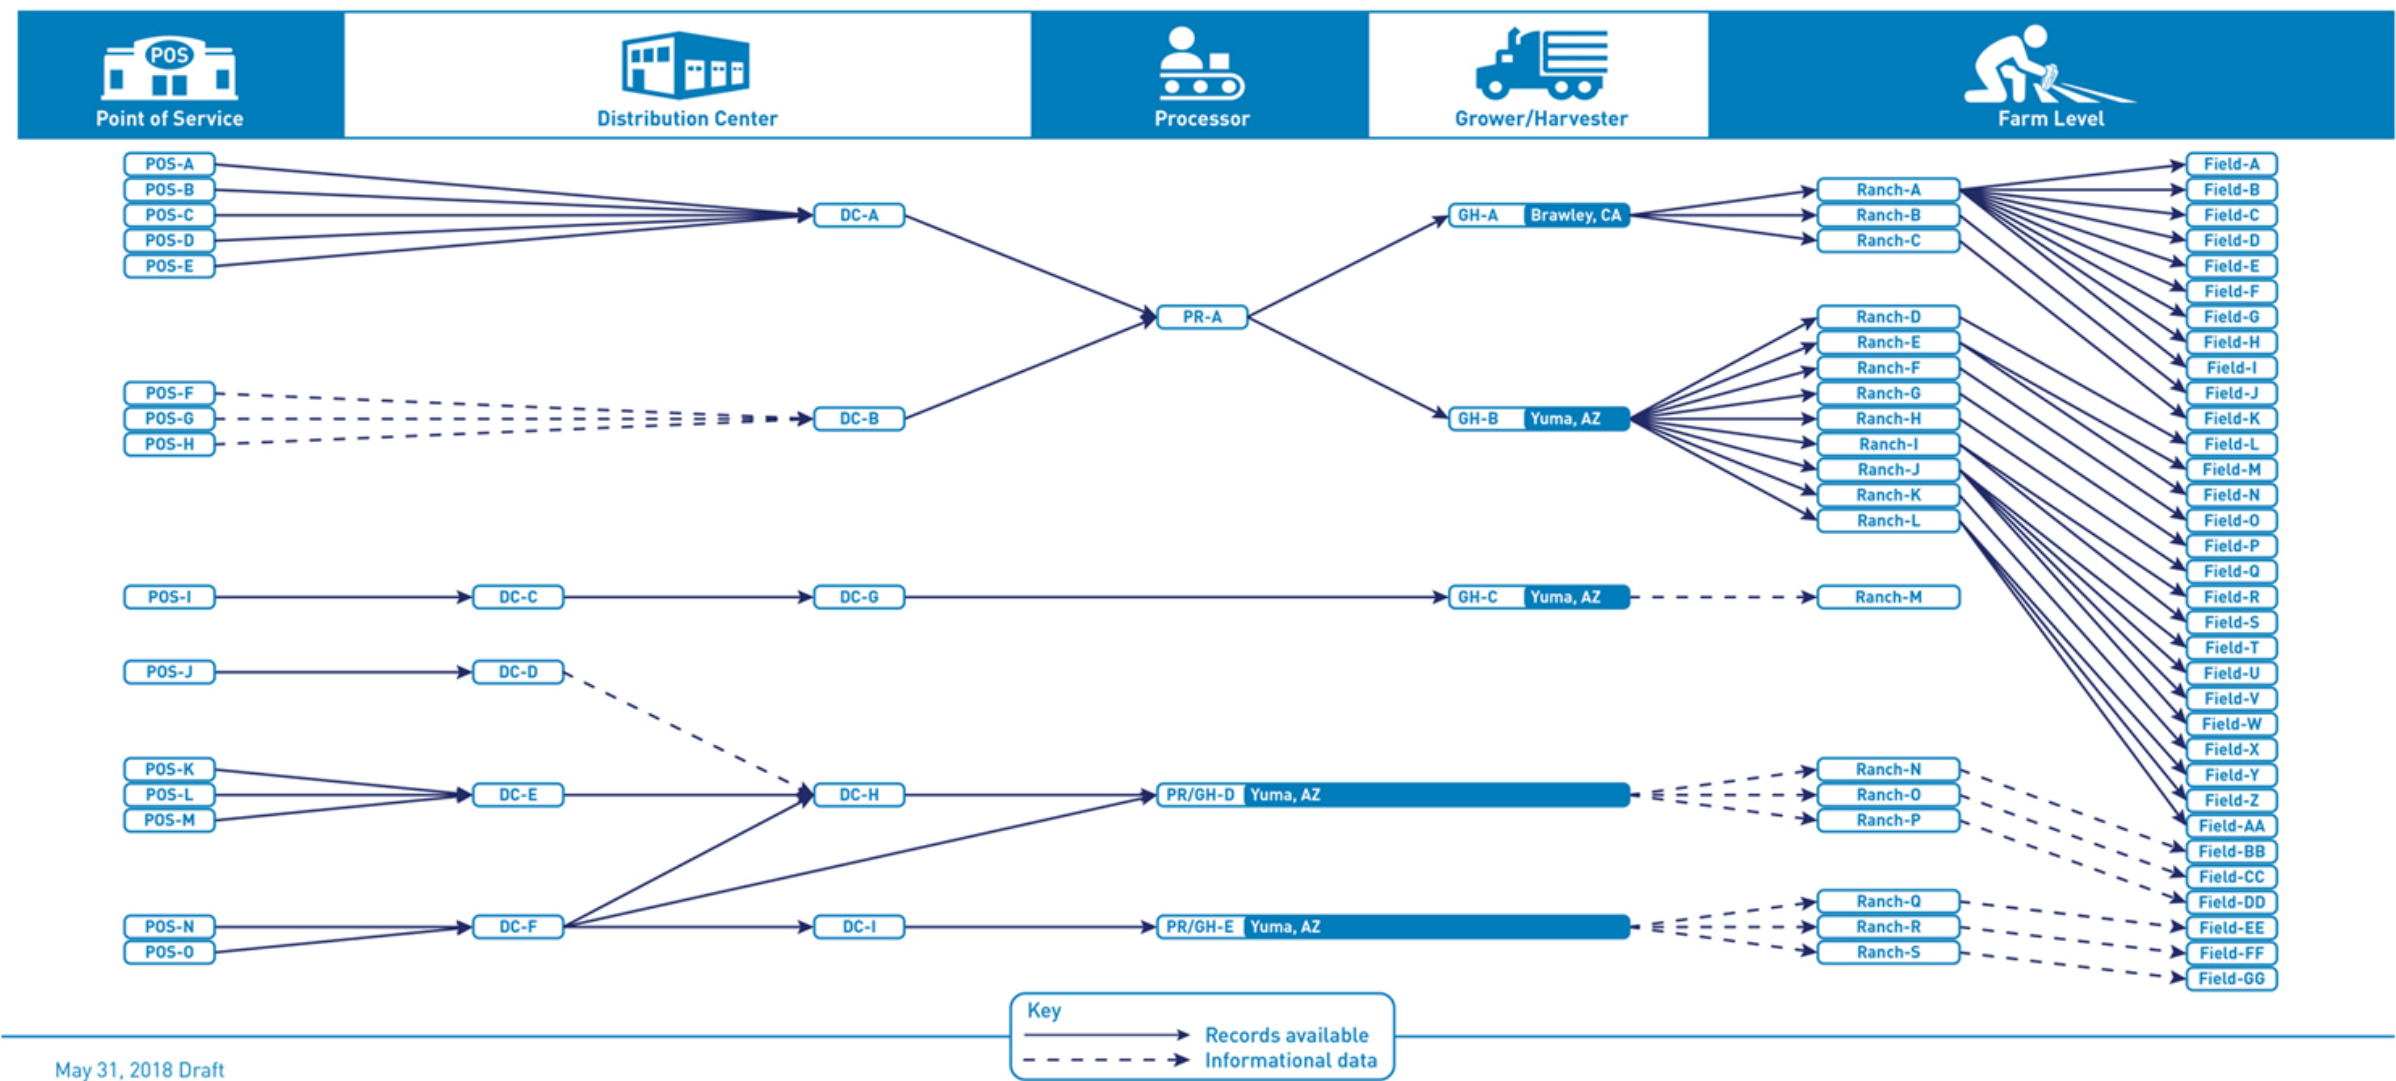 POS
Point of Service
Distribution Center
Processor
Grower/Harvester
Farm Level
POS-A
POS-B
POS-C
POS-D
POS-E
POS-F
POS-G
POS-H
POS-I
POS-J
POS-K
POS-L
POS-M
POS-N
POS-O
DC-C
DC-D
DC-E
DC-F
DC-A
DC-B
DC-G
DC-H
DC-I
PR-A
GH-A Brawley, CA
GH-B Yuma, AZ
GH-C Yuma, AZ
PR/GH-D Yuma, AZ
PR/GH-E Yuma, AZ
Ranch-A
Ranch-B
Ranch-C
Ranch-D
Ranch-E
Ranch-F
Ranch-G
Ranch-H
Ranch-I
Ranch-J
Ranch-K
Ranch-L
Ranch-M
Ranch-N
Ranch-O
Ranch-P
Ranch-Q
Ranch-R
Ranch-S
Field-A
Field-B
Field-C
Field-D
Field-E
Field-F
Field-G
Field-H
Field-I
Field-J
Field-K
Field-L
Field-M
Field-N
Field-O
Field-P
Field-Q
Field-R
Field-S
Field-T
Field-U
Field-V
Field-W
Field-X
Field-Y
Field-Z
Field-AA
Field-BB
Field-CC
Field-DD
Field-EE
Field-FF
Field-GG
Key
Records available
Informational data
May 31, 2018 Draft